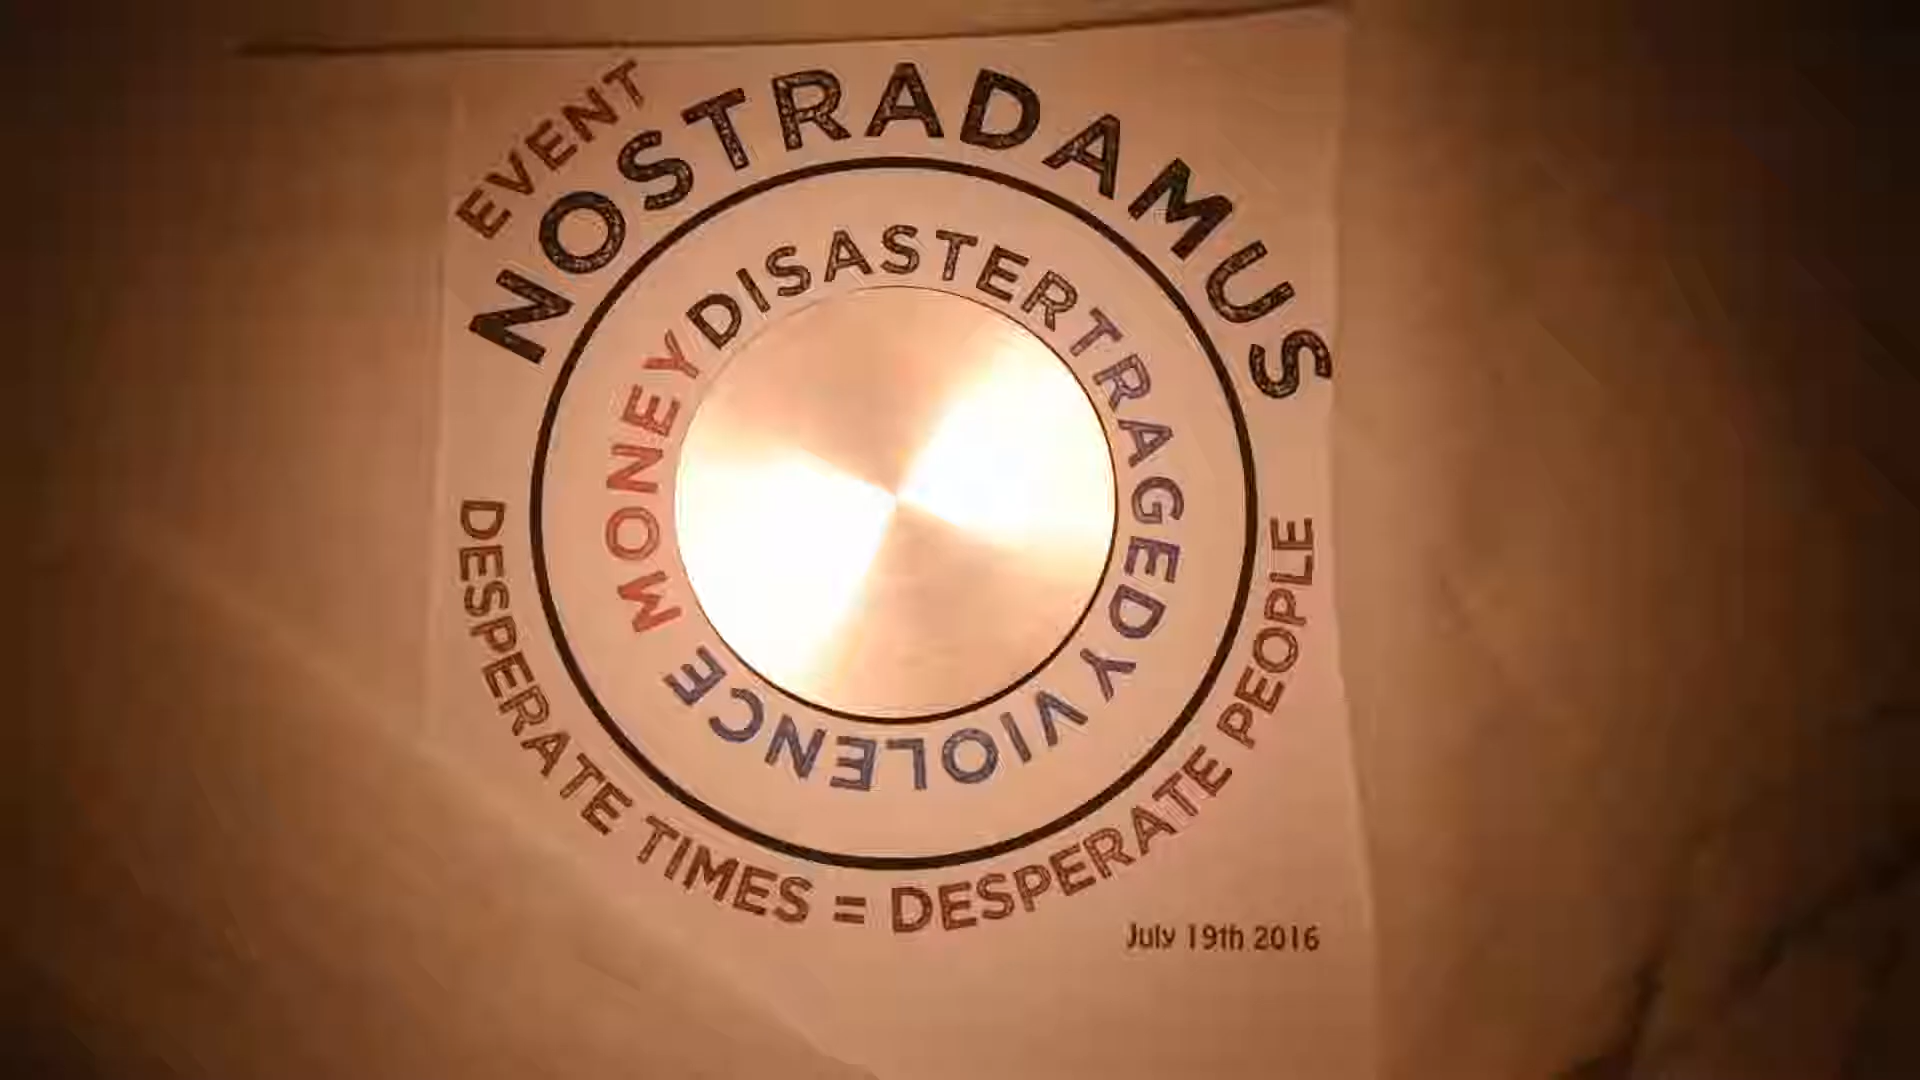 EVENT
NOSTRADAMUS
MONEY DISASTER TRAGEDY VIOLENCE
DESPERATE TIMES = DESPERATE PEOPLE
July 19th 2016